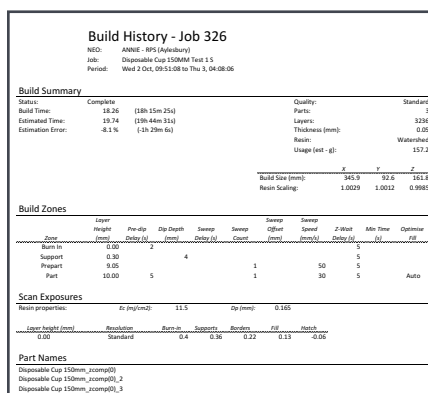 Build History - Job 326
NEO: ANNIE - RPS (Aylesbury)
Job: Disposable Cup 150MM Test 1 S
Period: Wed 2 Oct, 09:51:08 to Thu 3, 04:08:06
Build Summary
Status: Complete Quality: Standard
Build Time: 18.26 (18h 15m 25s) Parts: 3
Estimated Time: 19.74 (19h 44m 31s) Layers: 3236
Estimation Error: -8.1 % (-1h 29m 6s) Thickness (mm): 0.05
Resin: Watershed
Usage (est - g): 157.2
X Y Z
Build Size (mm): 345.9 92.6 161.8
Resin Scaling: 1.0029 1.0012 0.9985
Build Zones
Layer Sweep Sweep
Height Pre-dip Dip Depth Sweep Sweep Offset Speed Z-Wait Min Time Optimise
Zone (mm) Delay (s) (mm) Delay (s) Count (mm) (mm/s) Delay (s) (s) Fill
Burn In 0.00 2 5
Support 0.30 4 5
Prepart 9.05 1 50 5
Part 10.00 5 1 30 5 Auto
Scan Exposures
Resin properties: Ec (mJ/cm2): 11.5 Dp (mm): 0.165
Layer height (mm) Resolution Burn-in Supports Borders Fill Hatch
0.00 Standard 0.4 0.36 0.22 0.13 -0.06
Part Names
Disposable Cup 150mm_zcomp(0)
Disposable Cup 150mm_zcomp(0)_2
Disposable Cup 150mm_zcomp(0)_3